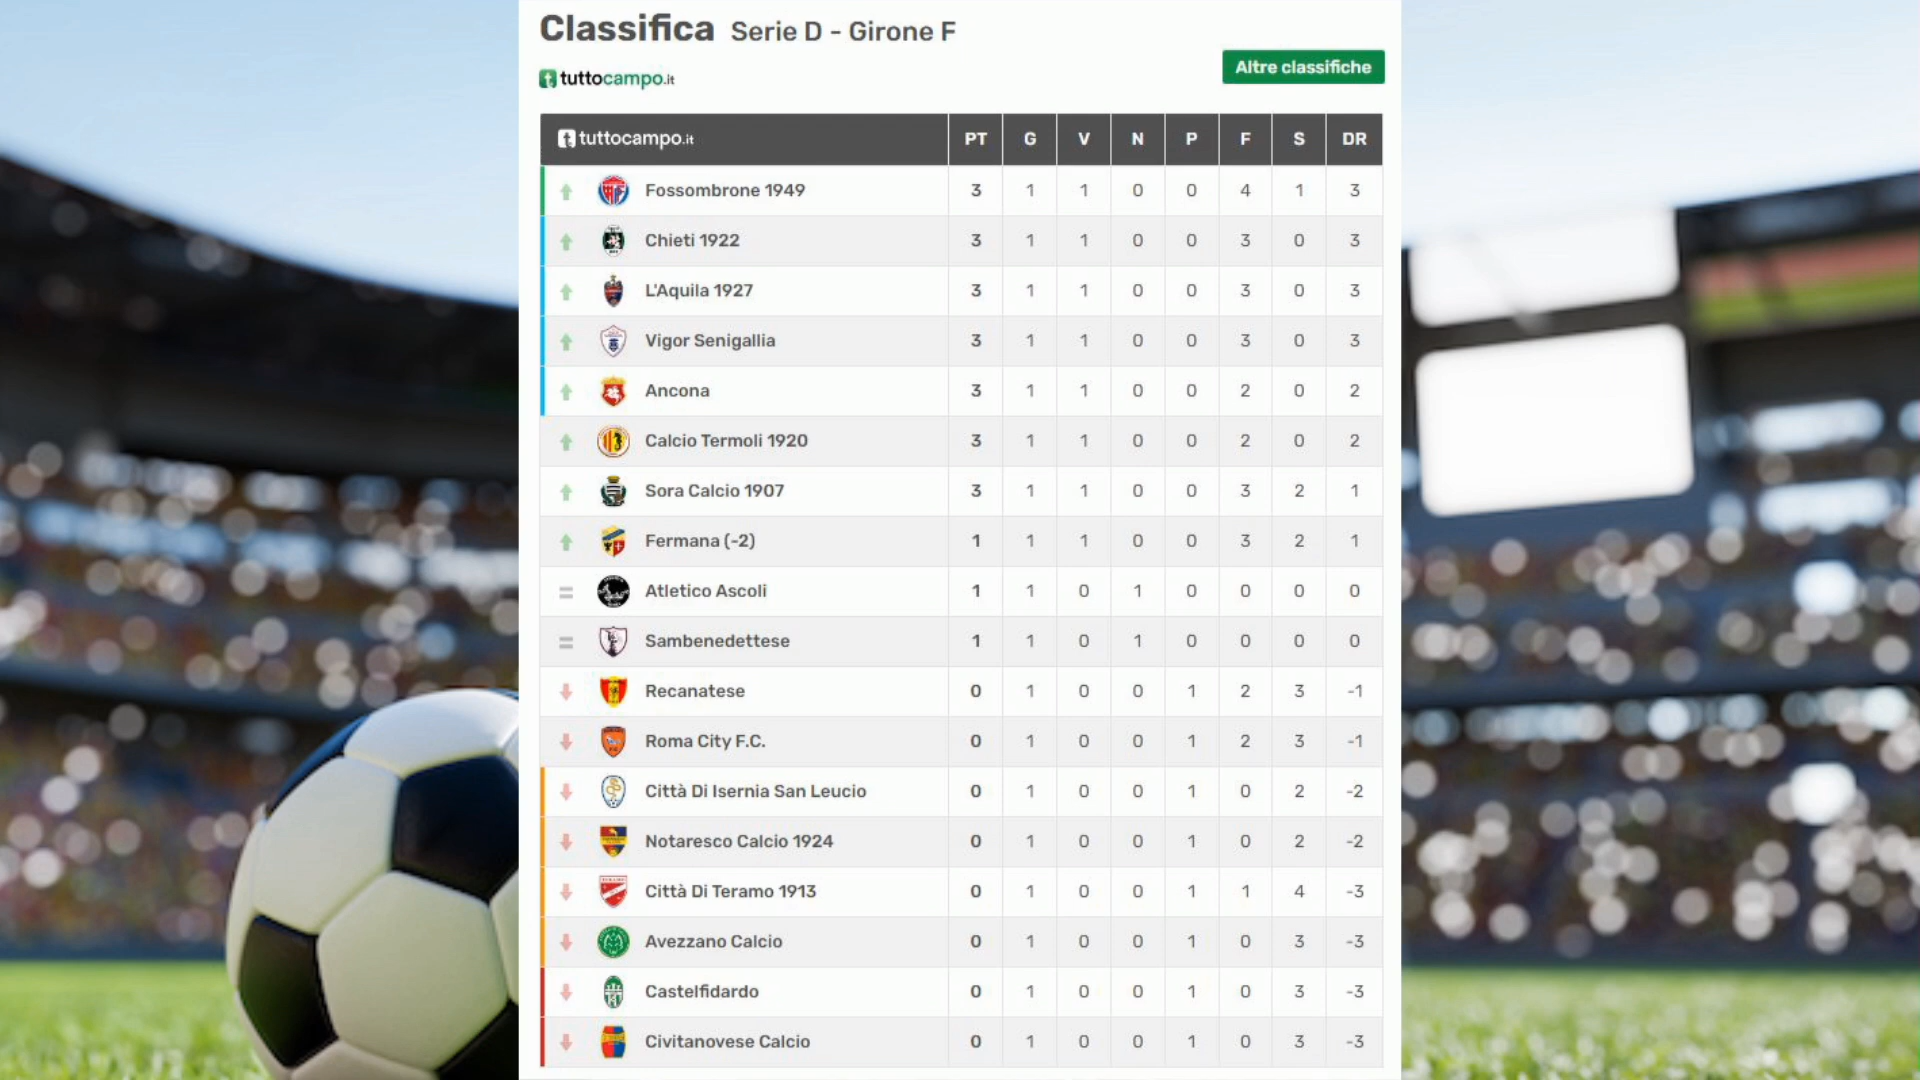 Classifica Serie D - Girone F
tuttocampo.it
Altre classifiche
tuttocampo.it PT G V N P F S DR
Fossombrone 1949 3 1 1 0 0 4 1 3
Chieti 1922 3 1 1 0 0 3 0 3
L'Aquila 1927 3 1 1 0 0 3 0 3
Vigor Senigallia 3 1 1 0 0 3 0 3
Ancona 3 1 1 0 0 2 0 2
Calcio Termoli 1920 3 1 1 0 0 2 0 2
Sora Calcio 1907 3 1 1 0 0 3 2 1
Fermana (-2) 1 1 1 0 0 3 2 1
Atletico Ascoli 1 1 0 1 0 0 0 0
Sambenedettese 1 1 0 1 0 0 0 0
Recanatese 0 1 0 0 1 2 3 -1
Roma City F.C. 0 1 0 0 1 2 3 -1
Città Di Isernia San Leucio 0 1 0 0 1 0 2 -2
Notaresco Calcio 1924 0 1 0 0 1 0 2 -2
Città Di Teramo 1913 0 1 0 0 1 1 4 -3
Avezzano Calcio 0 1 0 0 1 0 3 -3
Castelfidardo 0 1 0 0 1 0 3 -3
Civitanovese Calcio 0 1 0 0 1 0 3 -3